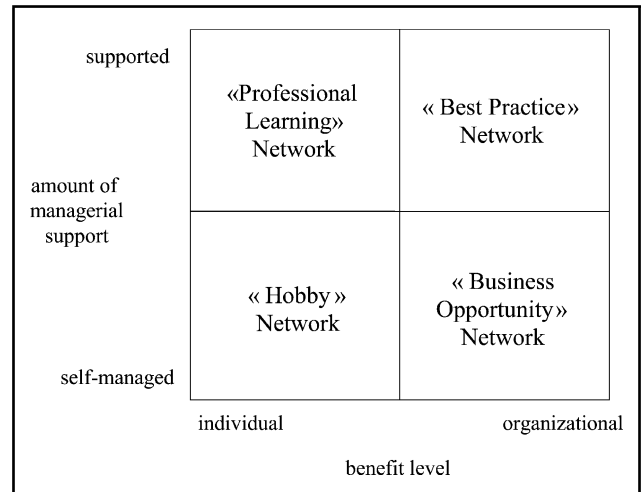 supported
«Professional
Learning»
Network
« Best Practice»
Network
amount of
managerial
support
« Hobby»
Network
« Business
Opportunity»
Network
self-managed
individual
organizational
benefit level